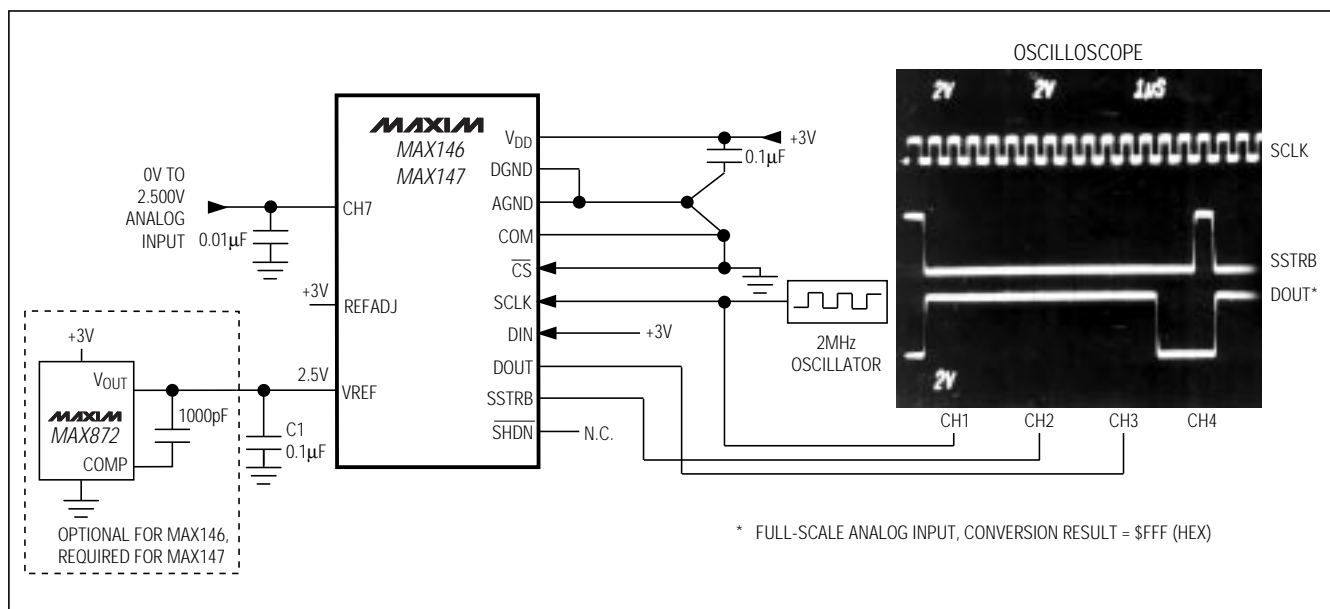 OSCILLOSCOPE
2V 2V 1µS
SCLK
SSTRB
DOUT*
2V
CH1 CH2 CH3 CH4
MAXIM
MAX146
MAX147
VDD
DGND
AGND
COM
CS
SCLK
DIN
DOUT
SSTRB
SHDN
CH7
REFADJ
VREF
+3V
0.1µF
0V TO
2.500V
ANALOG
INPUT
0.01µF
+3V
+3V
2MHz
OSCILLATOR
N.C.
+3V
VOUT
MAXIM
MAX872
COMP
1000pF
2.5V
C1
0.1µF
OPTIONAL FOR MAX146,
REQUIRED FOR MAX147
* FULL-SCALE ANALOG INPUT, CONVERSION RESULT = $FFF (HEX)